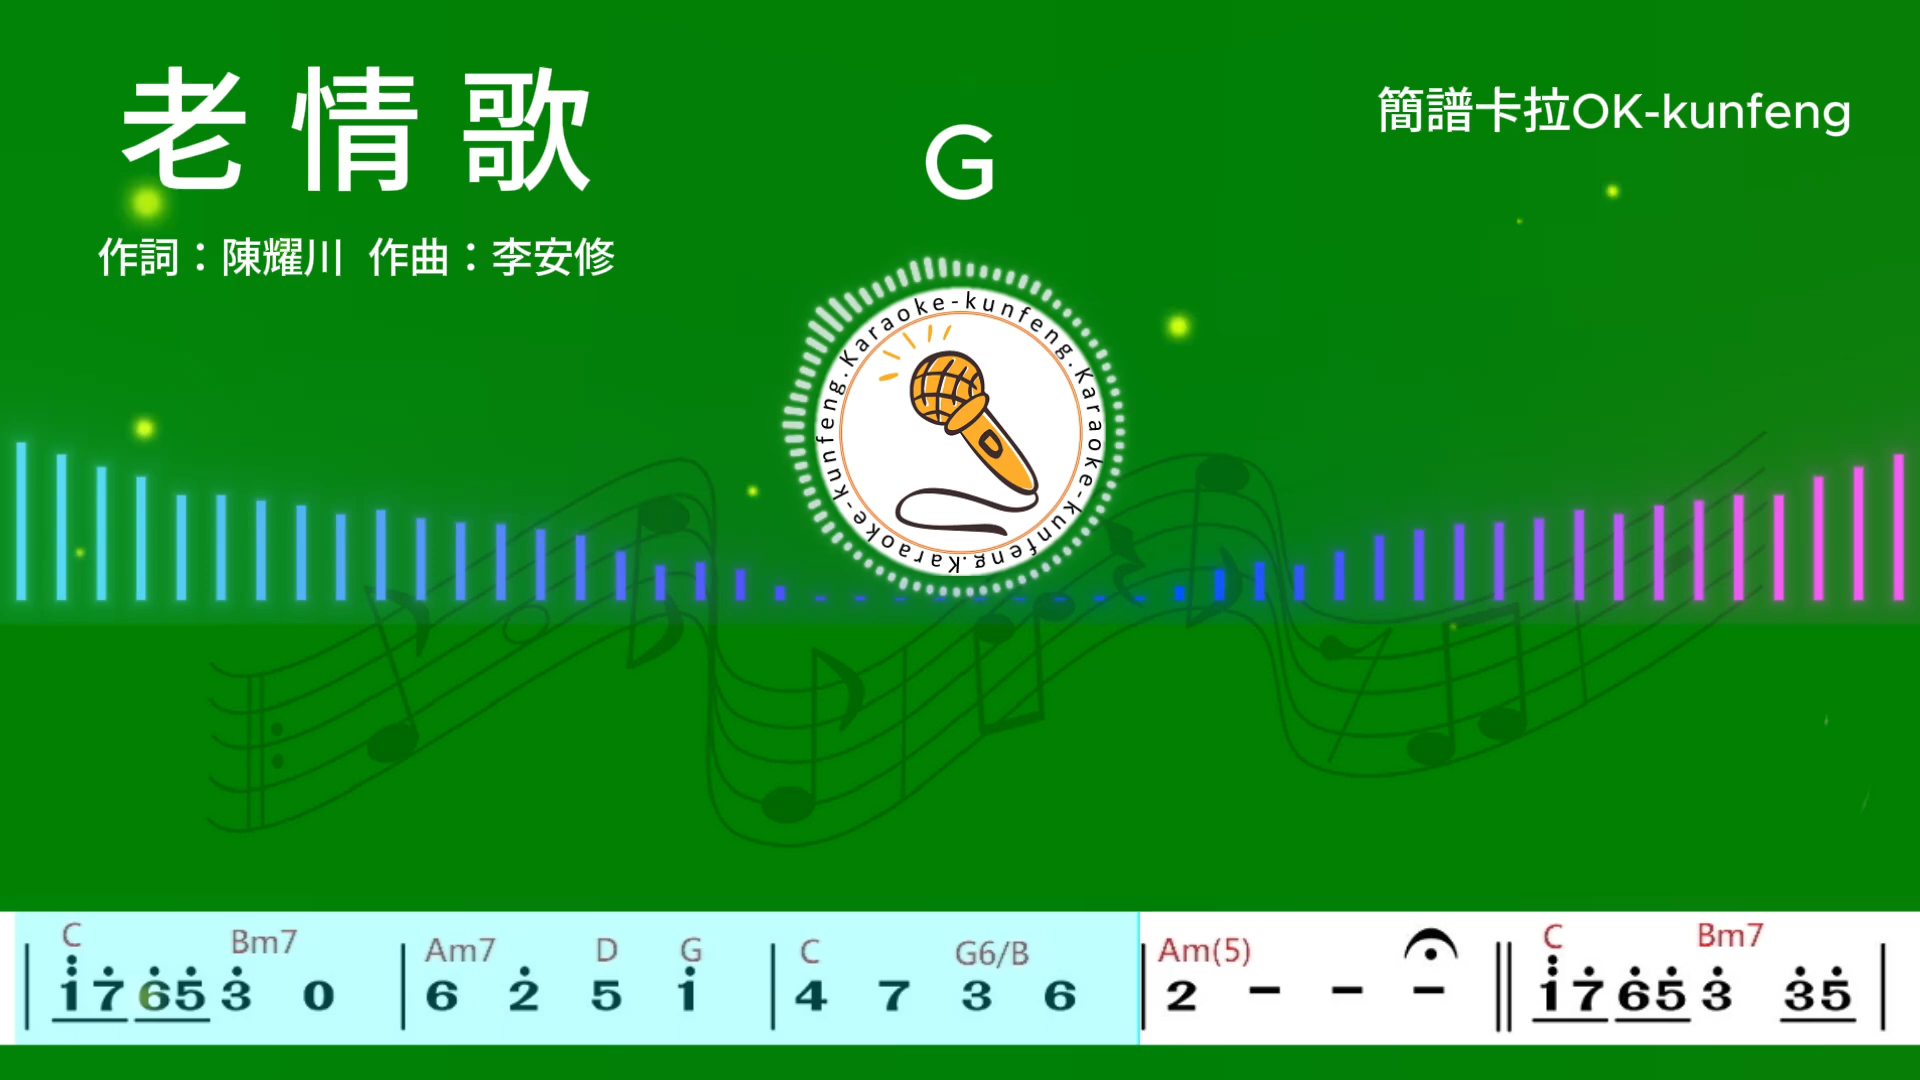 老情歌
簡譜卡拉OK-kunfeng
G
作詞：陳耀川 作曲：李安修
Karaoke-kunfeng.Karaoke-kunfeng.Karaoke-kunfeng.
C Bm7 Am7 D G C G6/B Am(5) C Bm7
| 1 7 6 5 3 0 | 6 2 5 1 | 4 7 3 6 | 2 - - - || 1 7 6 5 3 3 5 |